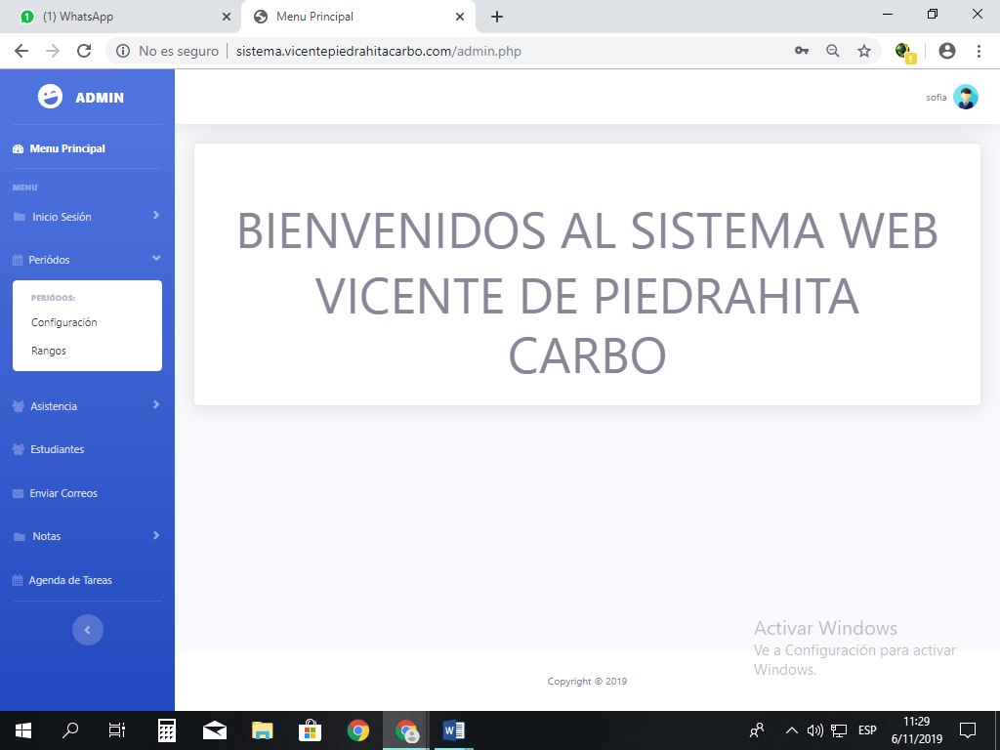 (1) WhatsApp
Menu Principal
No es seguro
sistema.vicentepiedrahitacarbo.com/admin.php
ADMIN
sofia
Menu Principal
MENU
Inicio Sesión
Periódos
PERIÓDOS:
Configuración
Rangos
Asistencia
Estudiantes
Enviar Correos
Notas
Agenda de Tareas
BIENVENIDOS AL SISTEMA WEB
VICENTE DE PIEDRAHITA
CARBO
Activar Windows
Ve a Configuración para activar
Windows.
Copyright © 2019
ESP
11:29
6/11/2019